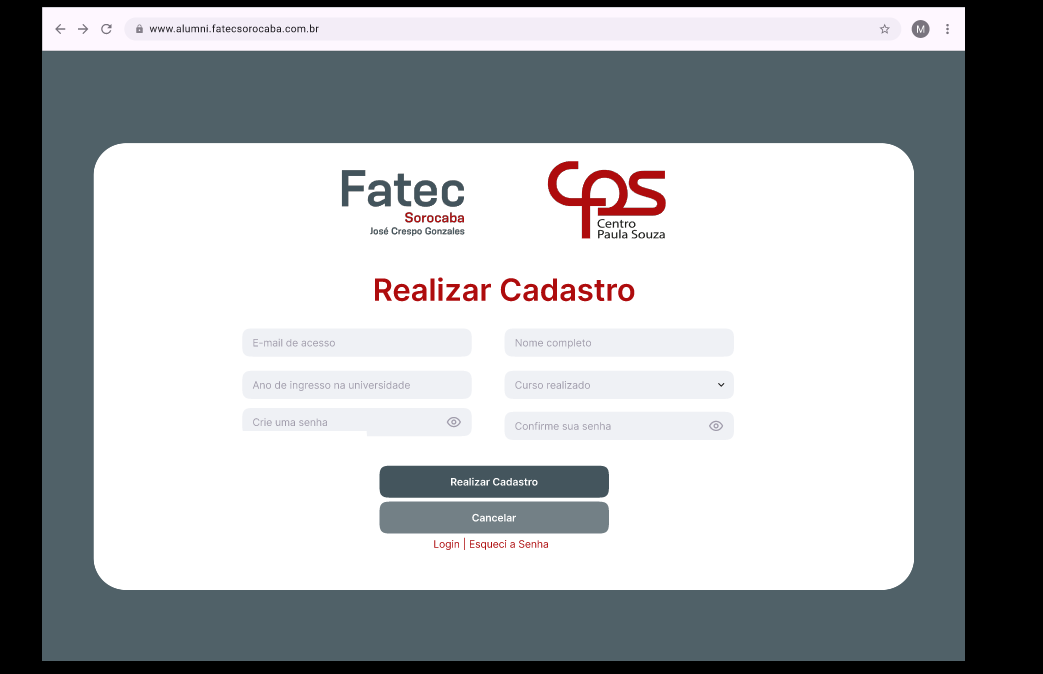 www.alumni.fatecsorocaba.com.br
M
Fatec
Sorocaba
José Crespo Gonzales
cps
Centro
Paula Souza
Realizar Cadastro
E-mail de acesso
Nome completo
Ano de ingresso na universidade
Curso realizado
Crie uma senha
Confirme sua senha
Realizar Cadastro
Cancelar
Login | Esqueci a Senha